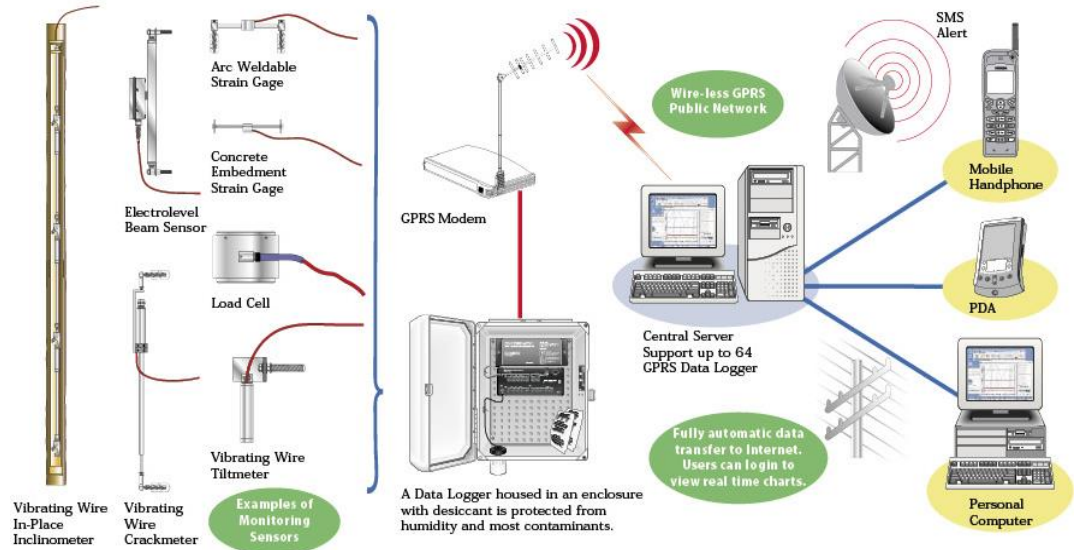 Arc Weldable
Strain Gage
Concrete
Embedment
Strain Gage
Electrolevel
Beam Sensor
Load Cell
Vibrating Wire
Tiltmeter
Vibrating Wire
In-Place
Inclinometer
Vibrating
Wire
Crackmeter
Examples of
Monitoring
Sensors
GPRS Modem
A Data Logger housed in an enclosure
with desiccant is protected from
humidity and most contaminants.
Wire-less GPRS
Public Network
Central Server
Support up to 64
GPRS Data Logger
Fully automatic data
transfer to Internet.
Users can login to
view real time charts.
SMS
Alert
Mobile
Handphone
PDA
Personal
Computer